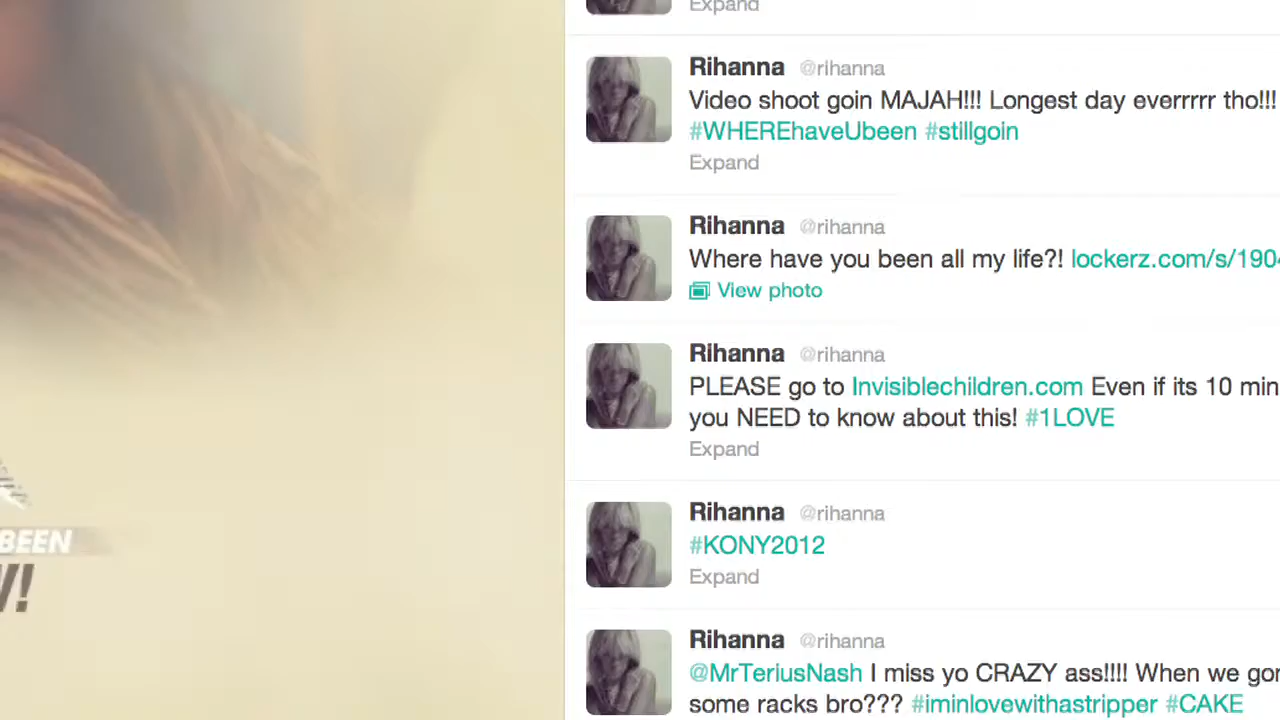 Expand
Rihanna @rihanna
Video shoot goin MAJAH!!! Longest day everrrrr tho!!!
#WHEREhaveUbeen #stillgoin
Expand
Rihanna @rihanna
Where have you been all my life?! lockerz.com/s/190
View photo
Rihanna @rihanna
PLEASE go to Invisiblechildren.com Even if its 10 min
you NEED to know about this! #1LOVE
Expand
Rihanna @rihanna
#KONY2012
Expand
Rihanna @rihanna
@MrTeriusNash I miss yo CRAZY ass!!!! When we gon
some racks bro??? #iminlovewithastripper #CAKE
BEEN